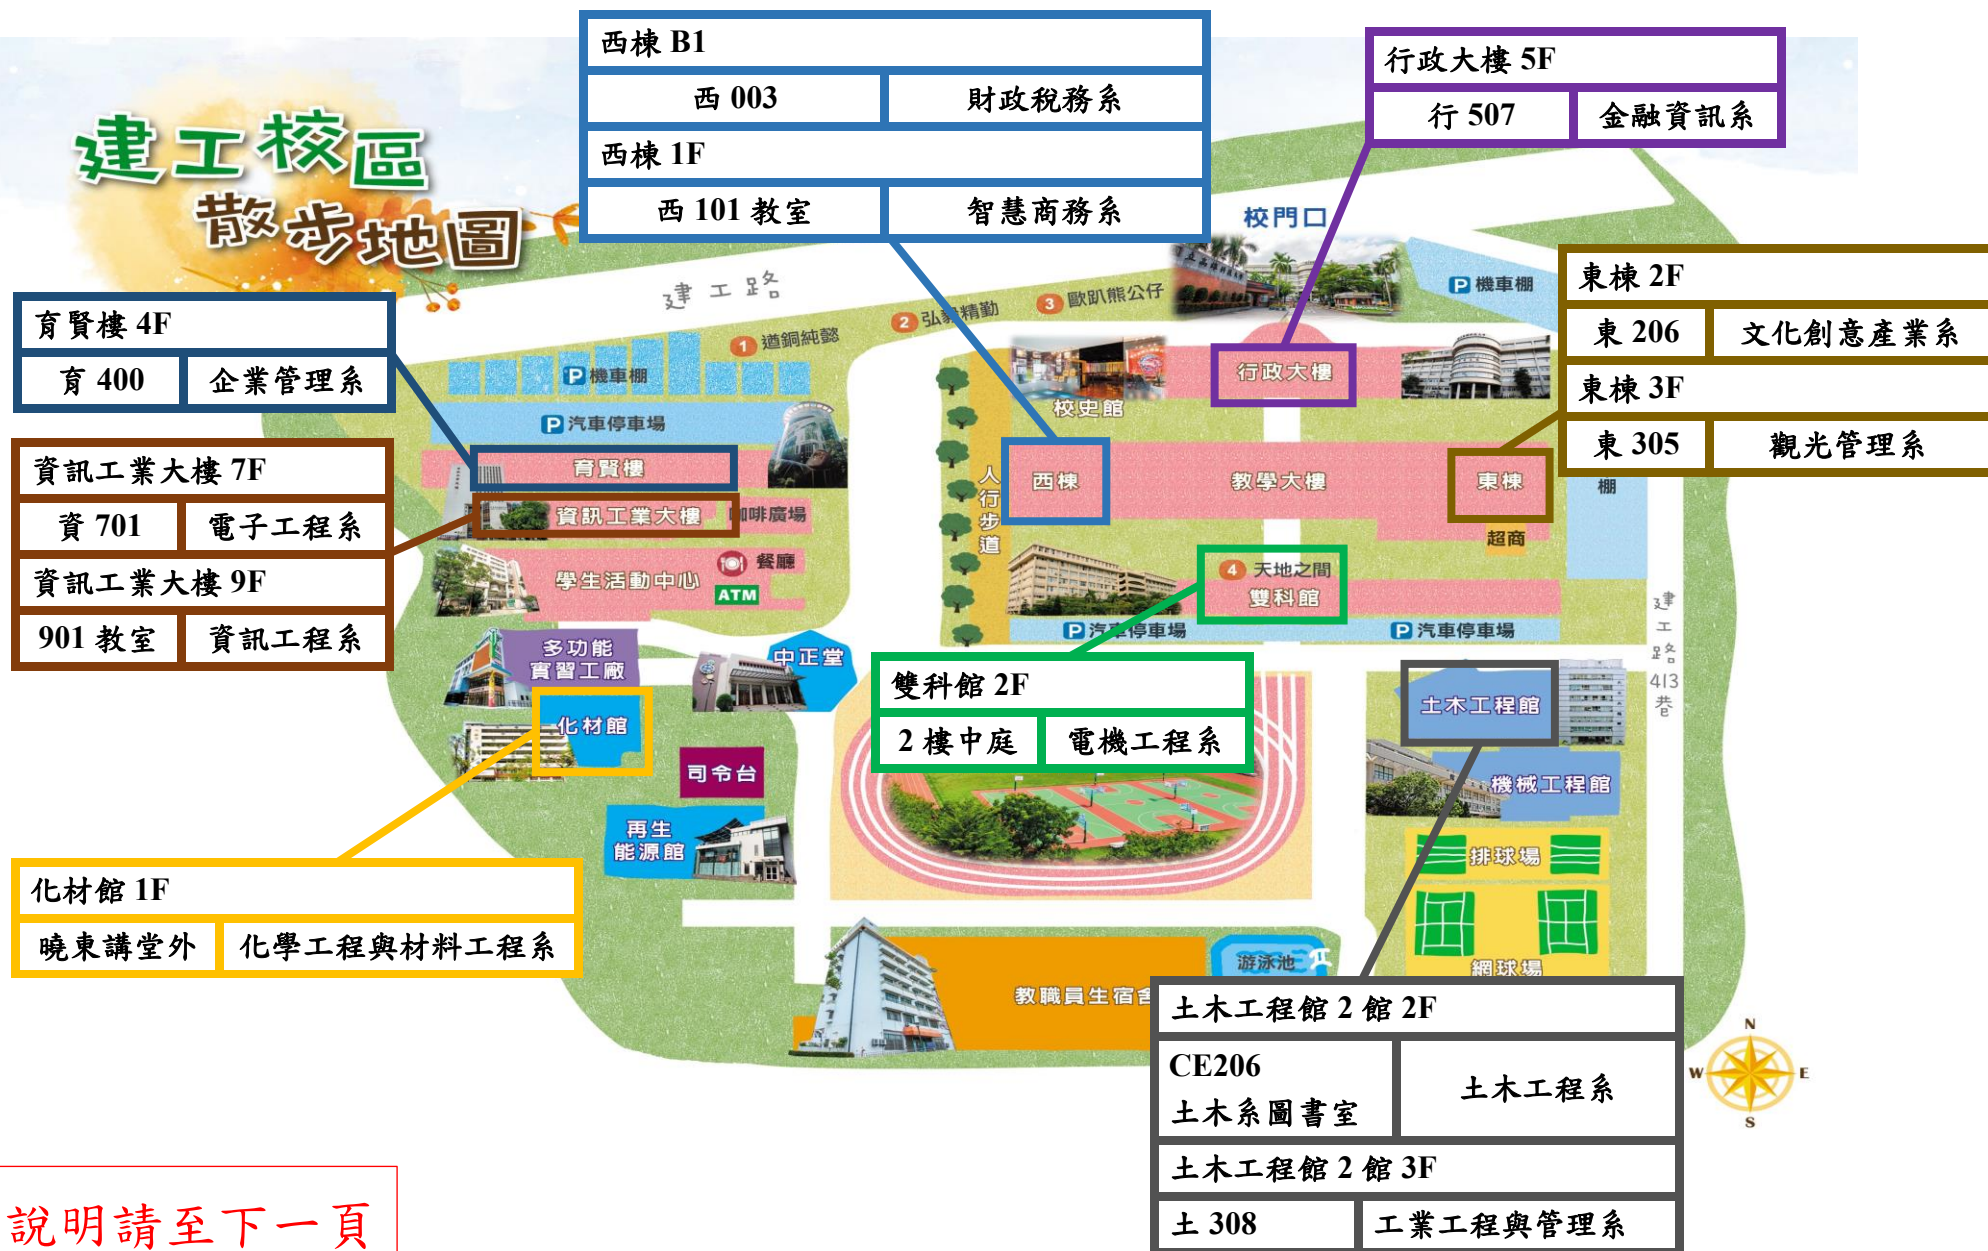 建工校區
散步地圖
西棟 B1
西 003 財政稅務系
西棟 1F
西 101 教室 智慧商務系
行政大樓 5F
行 507 金融資訊系
校門口
P 機車棚
東棟 2F
東 206 文化創意產業系
東棟 3F
東 305 觀光管理系
棚
建工路
1 道銅純懿
2 弘毅精勤
3 歐趴熊公仔
育賢樓 4F
育 400 企業管理系
P 機車棚
P 汽車停車場
育賢樓
資訊工業大樓 7F
資 701 電子工程系
資訊工業大樓 9F
901 教室 資訊工程系
資訊工業大樓
咖啡廣場
學生活動中心
餐廳
ATM
校史館
行政大樓
人行步道
西棟
教學大樓
東棟
超商
4 天地之間
雙科館
P 汽車停車場
P 汽車停車場
建工路413巷
多功能
實習工廠
中正堂
化材館
司令台
再生
能源館
雙科館 2F
2 樓中庭 電機工程系
土木工程館
機械工程館
排球場
網球場
化材館 1F
曉東講堂外 化學工程與材料工程系
游泳池
教職員生宿舍
土木工程館 2 館 2F
CE206
土木系圖書室 土木工程系
土木工程館 2 館 3F
土 308 工業工程與管理系
N
W E
S
說明請至下一頁